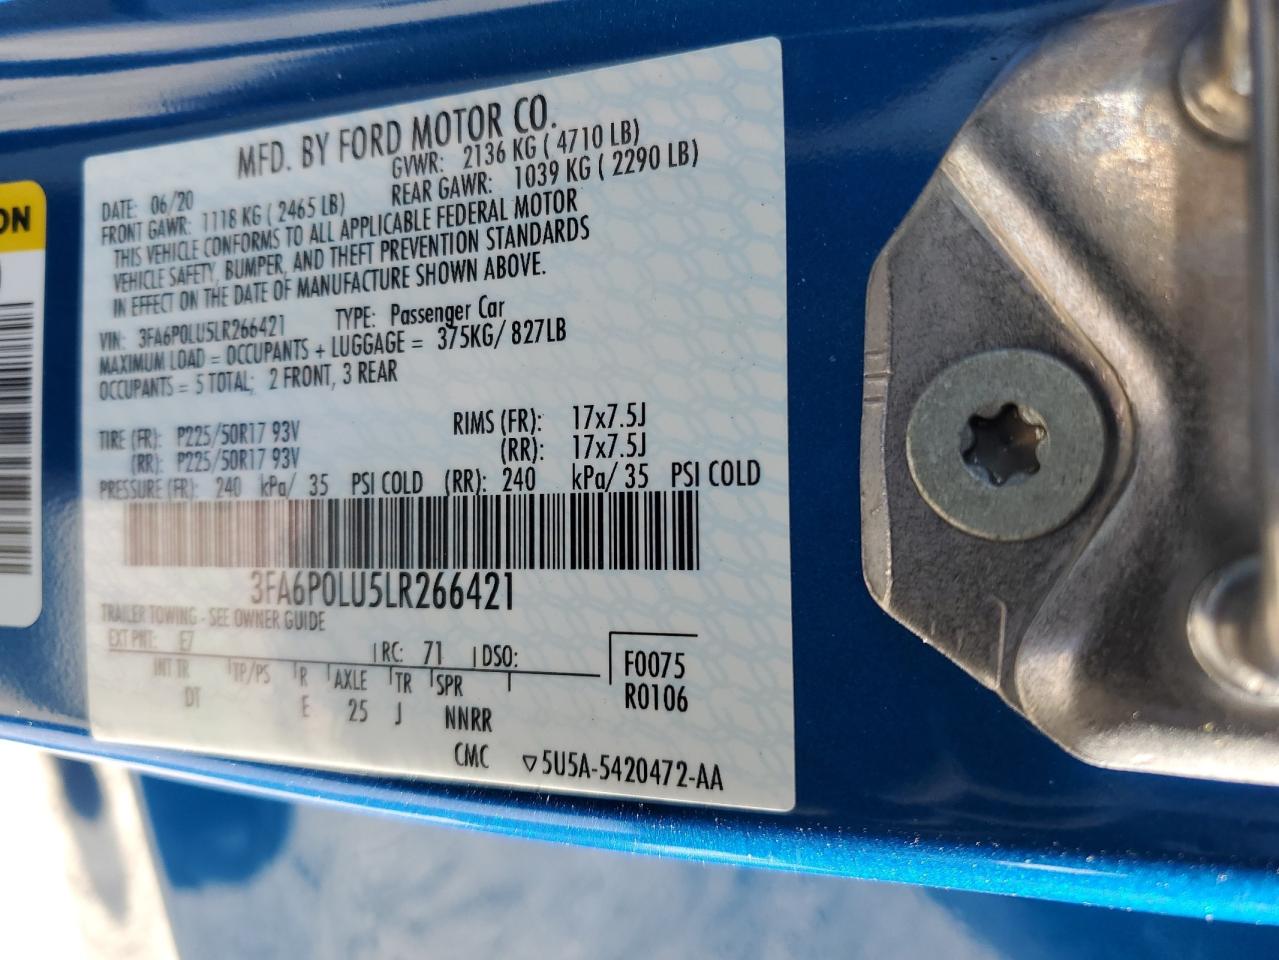 MFD. BY FORD MOTOR CO.
DATE: 06/20 GVWR: 2136 KG ( 4710 LB)
FRONT GAWR: 1118 KG ( 2465 LB) REAR GAWR: 1039 KG ( 2290 LB)
THIS VEHICLE CONFORMS TO ALL APPLICABLE FEDERAL MOTOR
VEHICLE SAFETY, BUMPER, AND THEFT PREVENTION STANDARDS
IN EFFECT ON THE DATE OF MANUFACTURE SHOWN ABOVE.
VIN: 3FA6P0LU5LR266421 TYPE: Passenger Car
MAXIMUM LOAD = OCCUPANTS + LUGGAGE = 375KG/ 827LB
OCCUPANTS = 5 TOTAL; 2 FRONT, 3 REAR
TIRE (FR): P225/50R17 93V RIMS (FR): 17x7.5J
(RR): P225/50R17 93V (RR): 17x7.5J
PRESSURE (FR): 240 kPa/ 35 PSI COLD (RR): 240 kPa/ 35 PSI COLD
3FA6P0LU5LR266421
TRAILER TOWING - SEE OWNER GUIDE
EXT PNT: E7 RC: 71 DSO: F0075
INT TR TP/PS R AXLE TR SPR R0106
DT E 25 J NNRR
CMC ▽5U5A-5420472-AA
ON